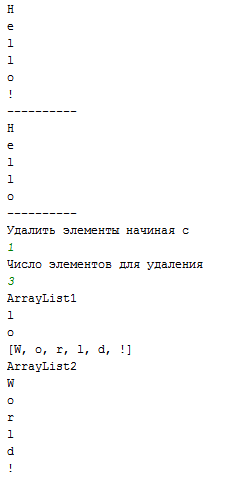 H
e
l
l
o
!
----------
H
e
l
l
o
----------
Удалить элементы начиная с
1
Число элементов для удаления
3
ArrayList1
l
o
[W, o, r, l, d, !]
ArrayList2
W
o
r
l
d
!